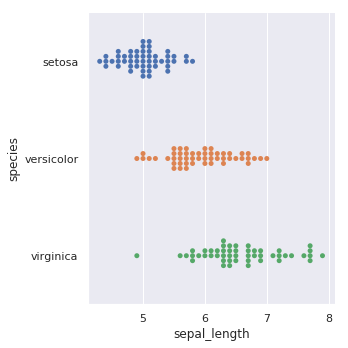 setosa
versicolor
virginica
species
5 6 7 8
sepal_length